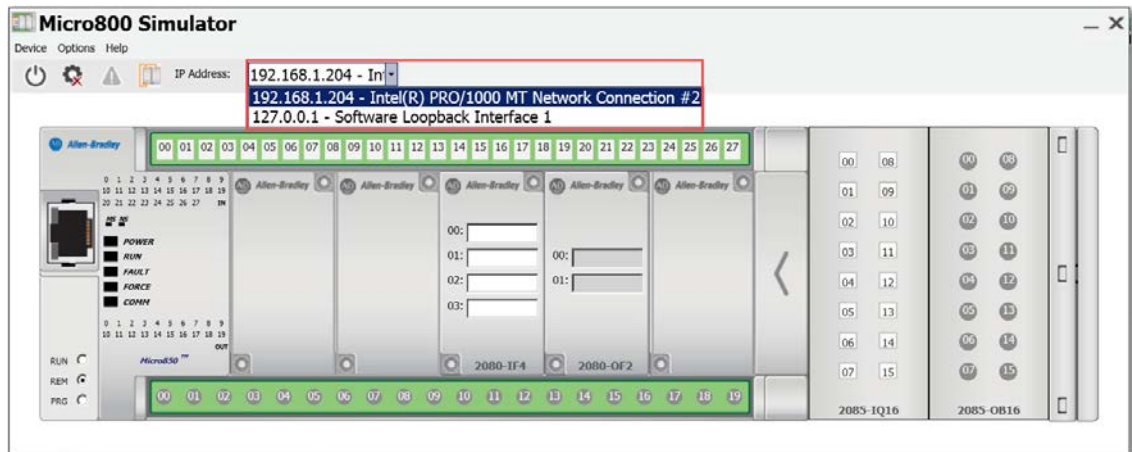 Micro800 Simulator
Device Options Help
IP Address: 192.168.1.204 - In
192.168.1.204 - Intel(R) PRO/1000 MT Network Connection #2
127.0.0.1 - Software Loopback Interface 1
Allen-Bradley
00 01 02 03 04 05 06 07 08 09 10 11 12 13 14 15 16 17 18 19 20 21 22 23 24 25 26 27
0 1 2 3 4 5 6 7 8 9
10 11 12 13 14 15 16 17 18 19
20 21 22 23 24 25 26 27 IN
MS NS
POWER
RUN
FAULT
FORCE
COMM
0 1 2 3 4 5 6 7 8 9
10 11 12 13 14 15 16 17 18 19
OUT
Micro850 ™
RUN
REM
PRG
Allen-Bradley Allen-Bradley Allen-Bradley Allen-Bradley Allen-Bradley
00:
01:
02:
03:
2080-IF4
00:
01:
2080-OF2
00 01 02 03 04 05 06 07 08 09 10 11 12 13 14 15 16 17 18 19
00 08
01 09
02 10
03 11
04 12
05 13
06 14
07 15
2085-IQ16
00 08
01 09
02 10
03 11
04 12
05 13
06 14
07 15
2085-OB16